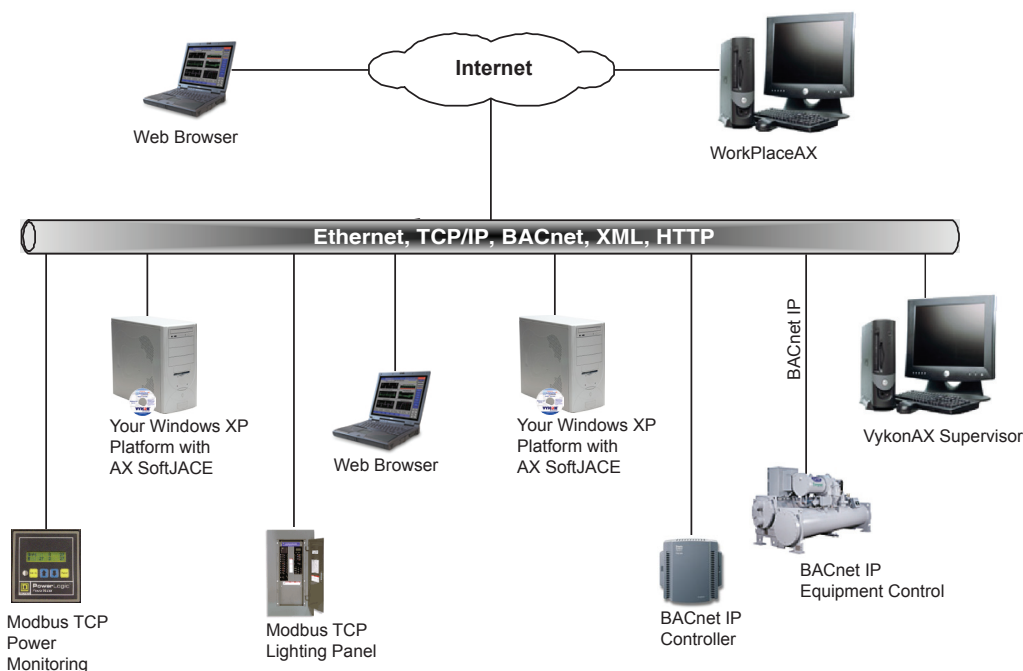 Internet
Web Browser
WorkPlaceAX
Ethernet, TCP/IP, BACnet, XML, HTTP
BACnet IP
Your Windows XP
Platform with
AX SoftJACE
Web Browser
Your Windows XP
Platform with
AX SoftJACE
VykonAX Supervisor
PowerLogic
Modbus TCP
Power
Monitoring
Modbus TCP
Lighting Panel
BACnet IP
Controller
BACnet IP
Equipment Control